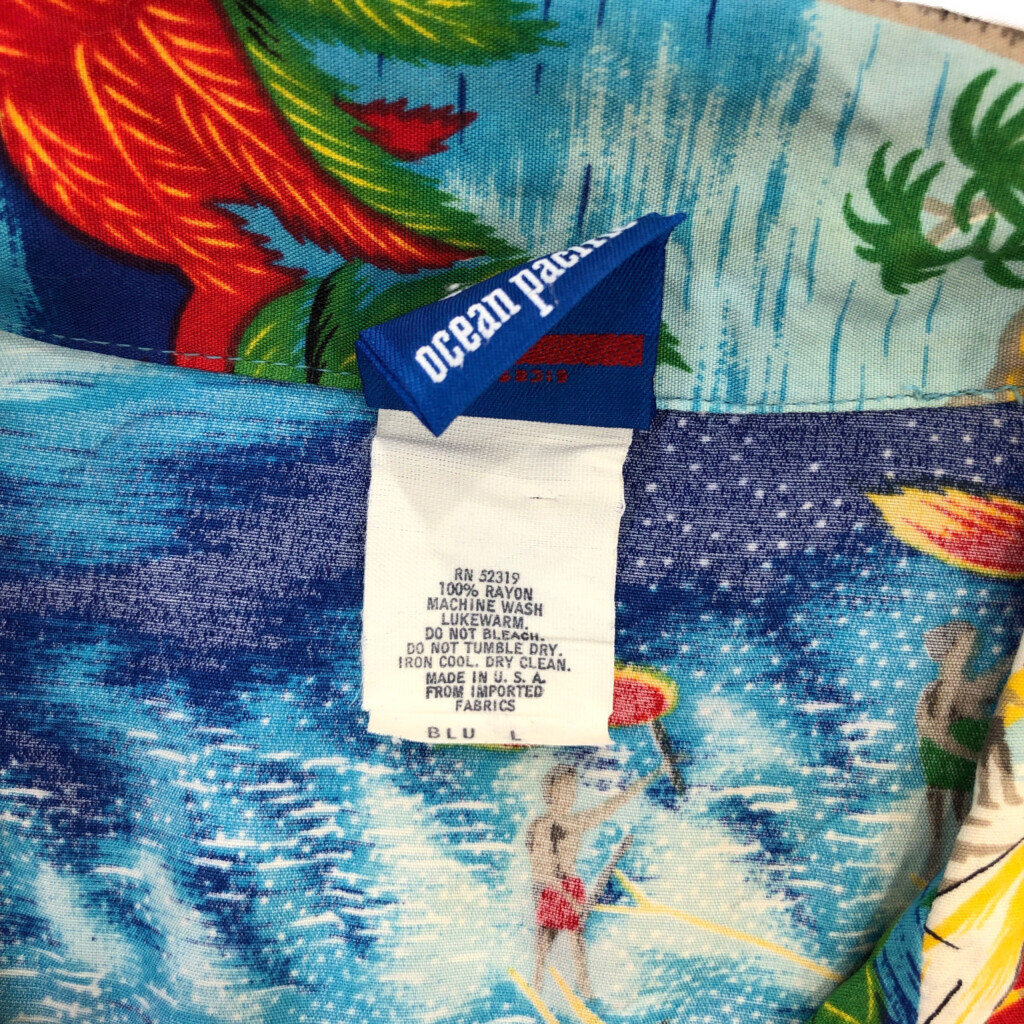 ocean pacific
RN 52319
100% RAYON
MACHINE WASH
LUKEWARM.
DO NOT BLEACH.
DO NOT TUMBLE DRY.
IRON COOL. DRY CLEAN.
MADE IN U. S. A.
FROM IMPORTED
FABRICS
BLU L